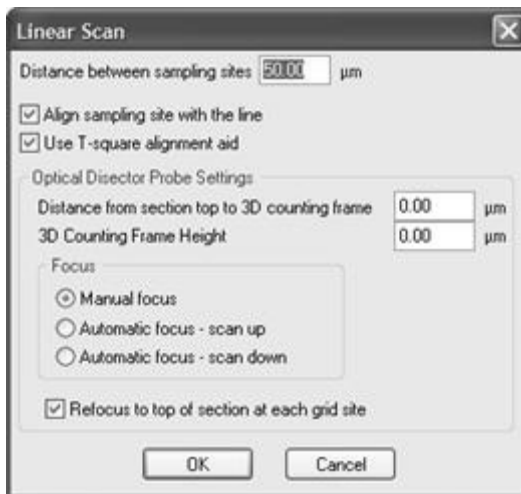 Linear Scan
Distance between sampling sites 50.00 µm
Align sampling site with the line
Use T-square alignment aid
Optical Disector Probe Settings
Distance from section top to 3D counting frame 0.00 µm
3D Counting Frame Height 0.00 µm
Focus
Manual focus
Automatic focus - scan up
Automatic focus - scan down
Refocus to top of section at each grid site
OK Cancel